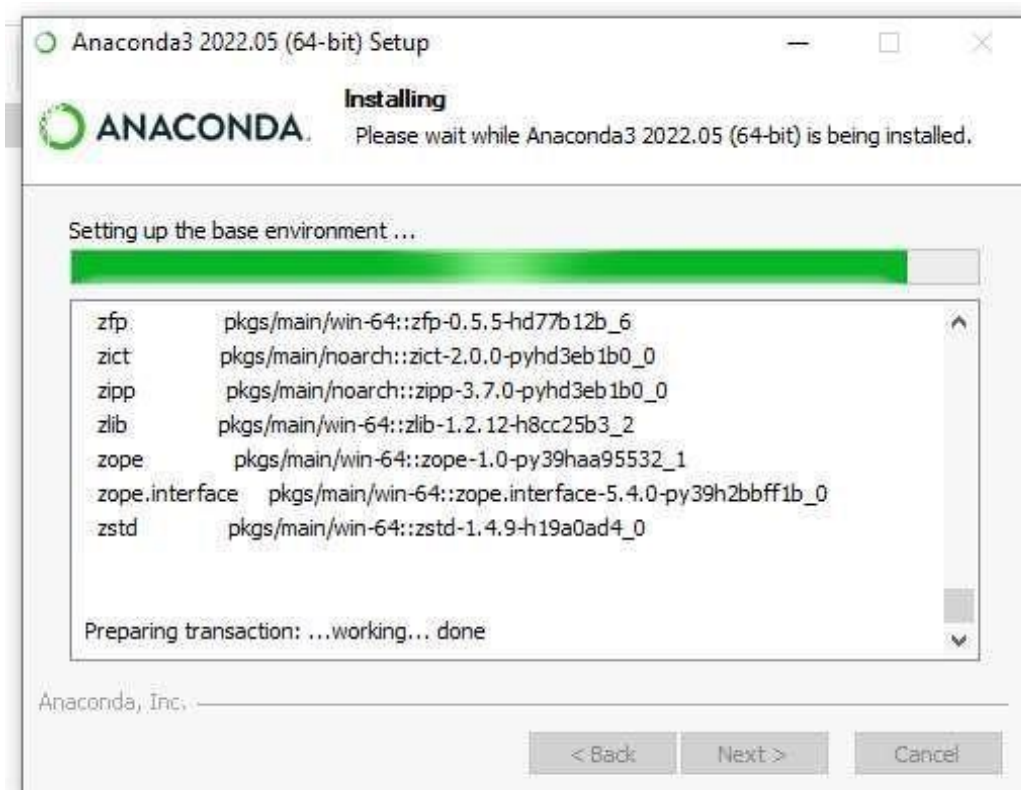 Anaconda3 2022.05 (64-bit) Setup
ANACONDA.
Installing
Please wait while Anaconda3 2022.05 (64-bit) is being installed.
Setting up the base environment ...
zfp pkgs/main/win-64::zfp-0.5.5-hd77b12b_6
zict pkgs/main/noarch::zict-2.0.0-pyhd3eb1b0_0
zipp pkgs/main/noarch::zipp-3.7.0-pyhd3eb1b0_0
zlib pkgs/main/win-64::zlib-1.2.12-h8cc25b3_2
zope pkgs/main/win-64::zope-1.0-py39haa95532_1
zope.interface pkgs/main/win-64::zope.interface-5.4.0-py39h2bbff1b_0
zstd pkgs/main/win-64::zstd-1.4.9-h19a0ad4_0
Preparing transaction: ...working... done
Anaconda, Inc.
< Back Next > Cancel